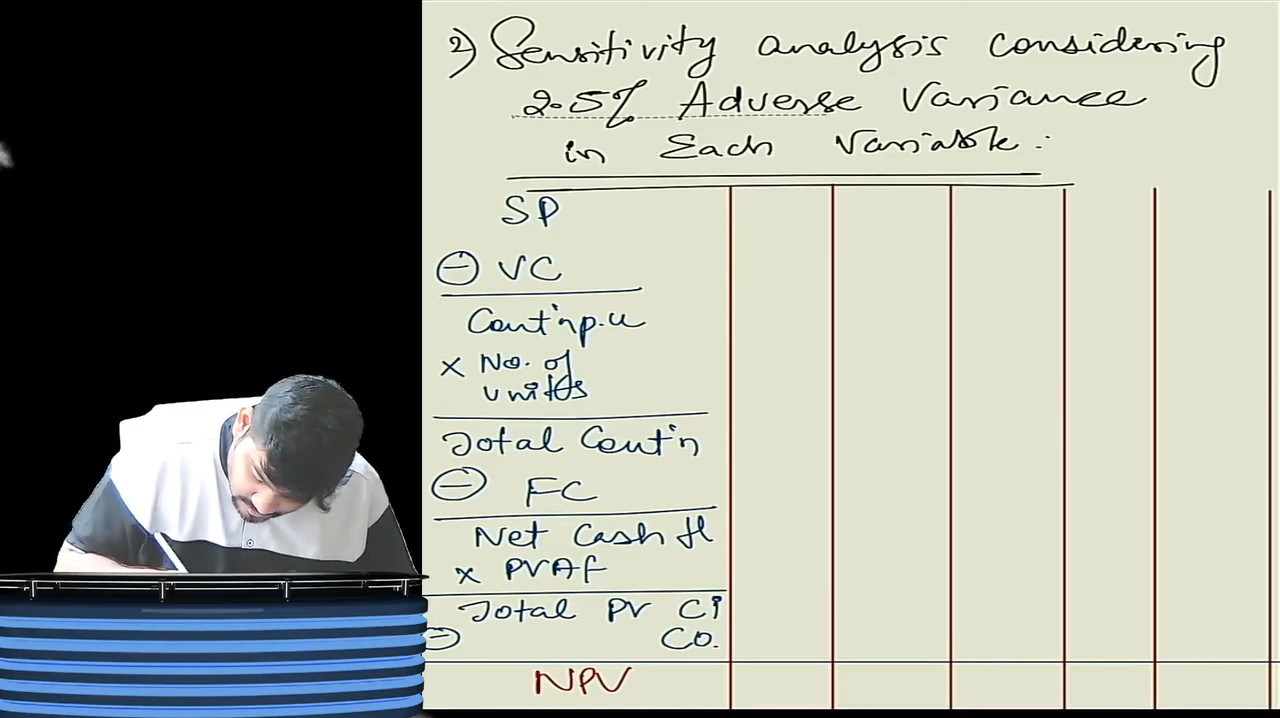 2) Sensitivity analysis considering
2.5% Adverse Variance
in Each Variable :
SP
⊖ VC
Cont'n p.u
× No. of
units
Total Cont'n
⊖ FC
Net Cash fl
× PVAF
Total PV CI
⊖ CO.
NPV